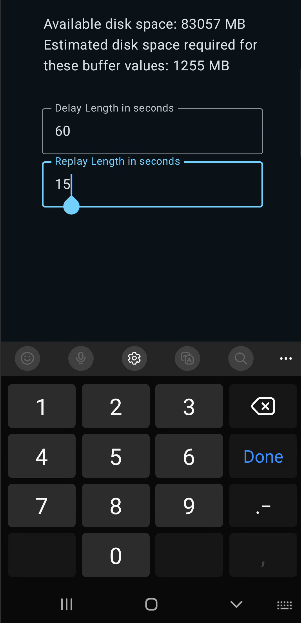 Available disk space: 83057 MB
Estimated disk space required for
these buffer values: 1255 MB
Delay Length in seconds
60
Replay Length in seconds
15
1 2 3
4 5 6 Done
7 8 9 .-
0 ,